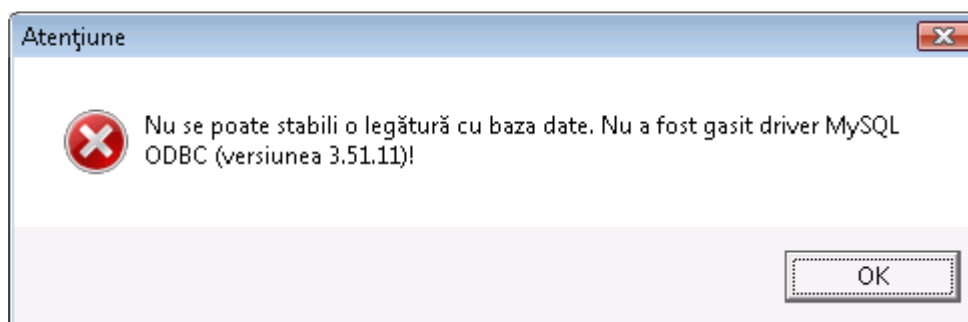 Atenţiune
Nu se poate stabili o legătură cu baza date. Nu a fost gasit driver MySQL
ODBC (versiunea 3.51.11)!
OK